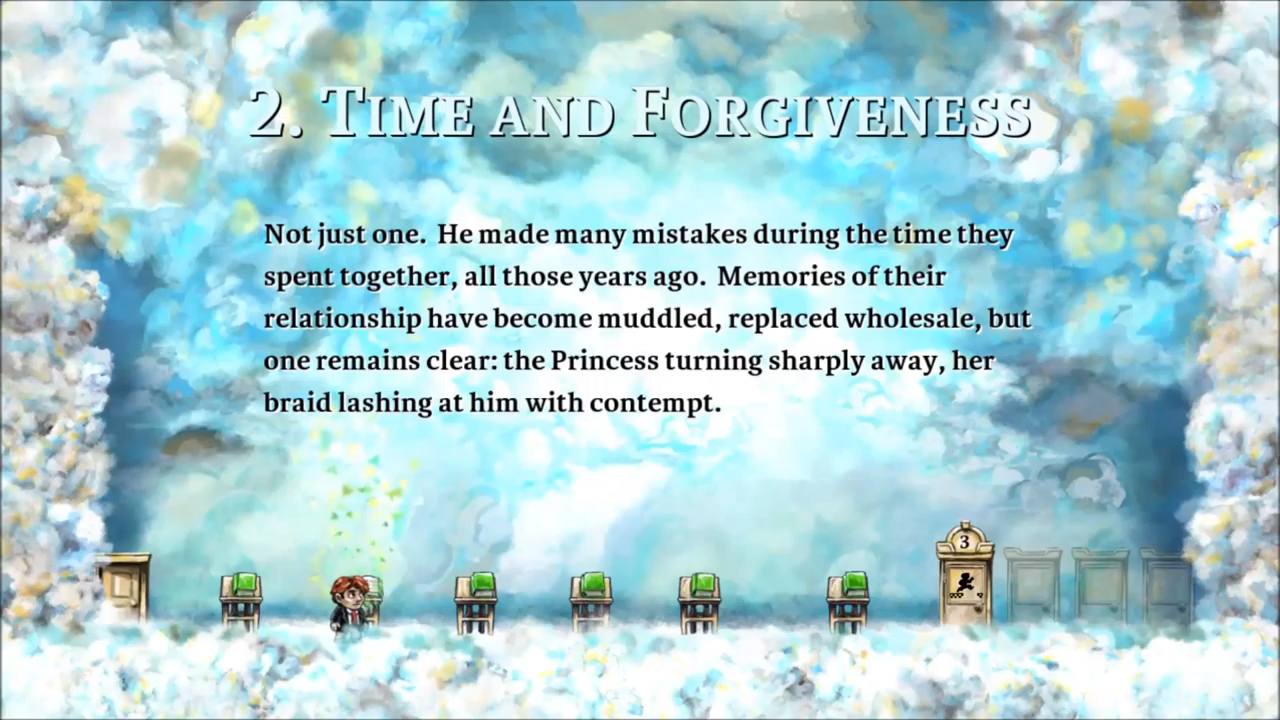 2. TIME AND FORGIVENESS
Not just one.  He made many mistakes during the time they
spent together, all those years ago.  Memories of their
relationship have become muddled, replaced wholesale, but
one remains clear: the Princess turning sharply away, her
braid lashing at him with contempt.
3